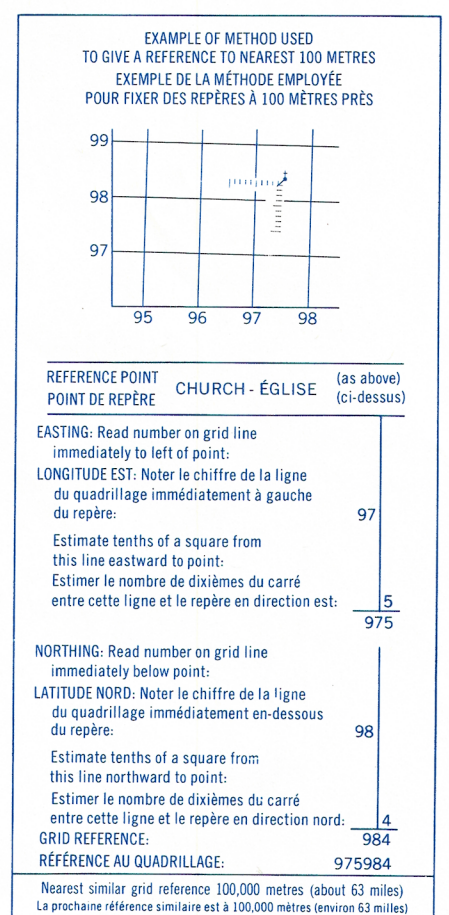 EXAMPLE OF METHOD USED
TO GIVE A REFERENCE TO NEAREST 100 METRES
EXEMPLE DE LA MÉTHODE EMPLOYÉE
POUR FIXER DES REPÈRES À 100 MÈTRES PRÈS
99
98
97
95 96 97 98
REFERENCE POINT
POINT DE REPÈRE
CHURCH - ÉGLISE
(as above)
(ci-dessus)
EASTING: Read number on grid line
immediately to left of point:
LONGITUDE EST: Noter le chiffre de la ligne
du quadrillage immédiatement à gauche
du repère: 97
Estimate tenths of a square from
this line eastward to point:
Estimer le nombre de dixièmes du carré
entre cette ligne et le repère en direction est: 5
975
NORTHING: Read number on grid line
immediately below point:
LATITUDE NORD: Noter le chiffre de la ligne
du quadrillage immédiatement en-dessous
du repère: 98
Estimate tenths of a square from
this line northward to point:
Estimer le nombre de dixièmes du carré
entre cette ligne et le repère en direction nord: 4
GRID REFERENCE: 984
RÉFÉRENCE AU QUADRILLAGE: 975984
Nearest similar grid reference 100,000 metres (about 63 miles)
La prochaine référence similaire est à 100,000 mètres (environ 63 milles)